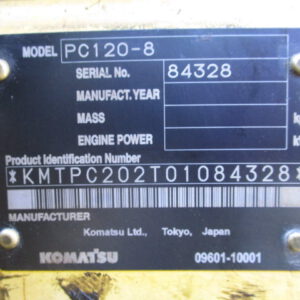 MODEL PC120-8
SERIAL No. 84328
MANUFACT.YEAR
MASS
ENGINE POWER
Product Identification Number
*KMTPC202T01084328*
MANUFACTURER
Komatsu Ltd., Tokyo, Japan
KOMATSU 09601-10001